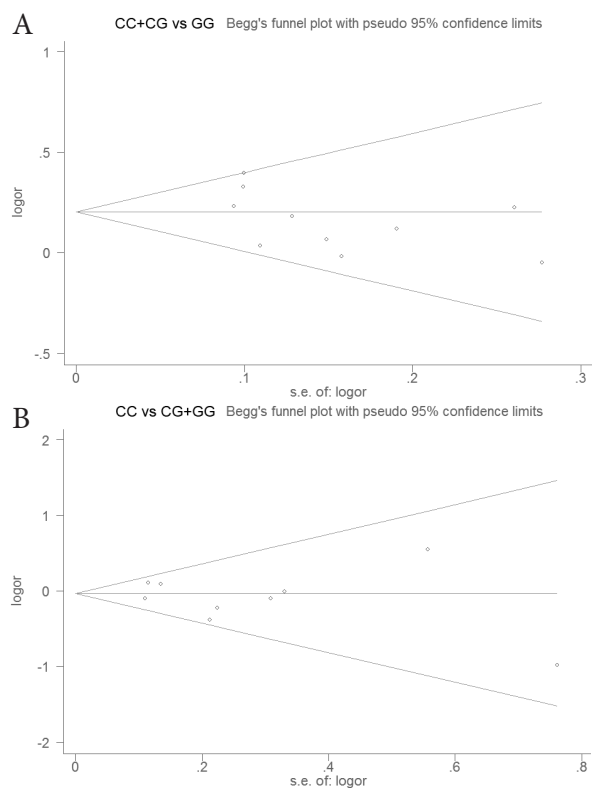 A
CC+CG vs GG Begg's funnel plot with pseudo 95% confidence limits
1
.5
0
-.5
logor
0 .1 .2 .3
s.e. of: logor
B
CC vs CG+GG Begg's funnel plot with pseudo 95% confidence limits
2
1
0
-1
-2
logor
0 .2 .4 .6 .8
s.e. of: logor